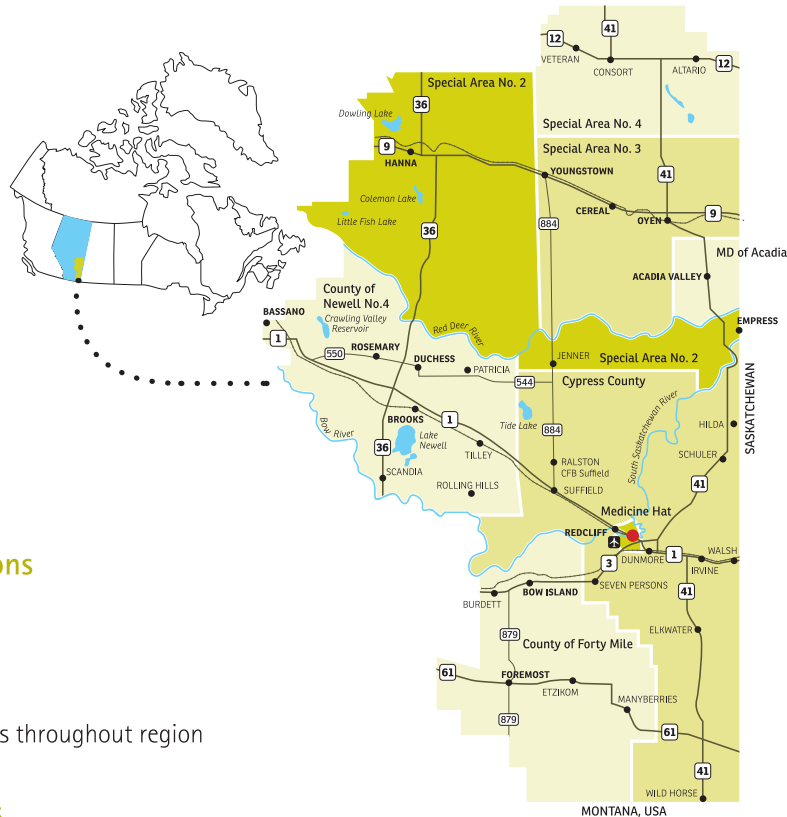 41
12
VETERAN
CONSORT
ALTARIO
12
Special Area No. 2
36
Dowling Lake
Special Area No. 4
9
HANNA
Special Area No. 3
YOUNGSTOWN
41
Coleman Lake
CEREAL
9
OYEN
Little Fish Lake
884
36
MD of Acadia
ACADIA VALLEY
County of
Newell No.4
BASSANO
Crawling Valley
Reservoir
EMPRESS
Red Deer
River
1
550
ROSEMARY
DUCHESS
JENNER
Special Area No. 2
PATRICIA
544
Cypress County
SASKATCHEWAN
Tide Lake
South Saskatchewan River
BROOKS
1
Bow River
Lake
Newell
884
HILDA
36
TILLEY
SCHULER
SCANDIA
RALSTON
CFB Suffield
ROLLING HILLS
SUFFIELD
41
Medicine Hat
REDCLIFF
DUNMORE
1
WALSH
ons
3
IRVINE
SEVEN PERSONS
BOW ISLAND
41
BURDETT
879
ELKWATER
County of Forty Mile
61
FOREMOST
ETZIKOM
MANYBERRIES
879
s throughout region
61
41
WILD HORSE
MONTANA, USA